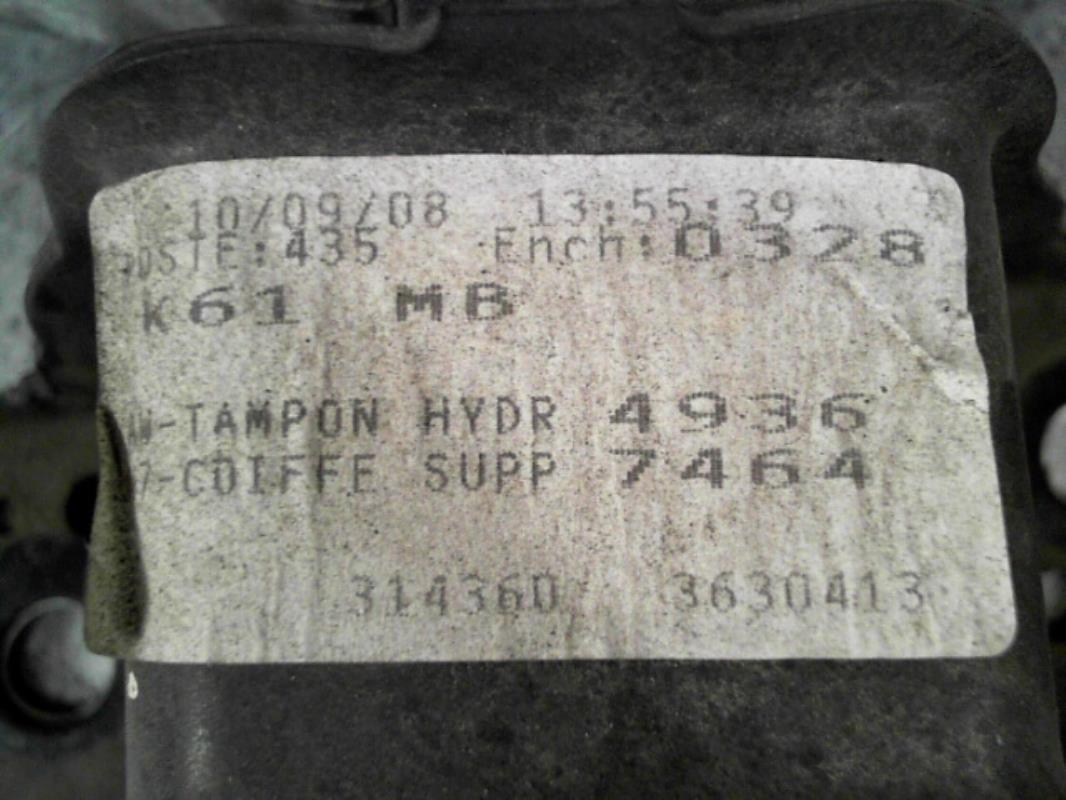 10/09/08 13:55:39
POSTE:435 Ench:0328
K61 MB
-TAMPON HYDR 4936
-COIFFE SUPP 7464
314360 3630413